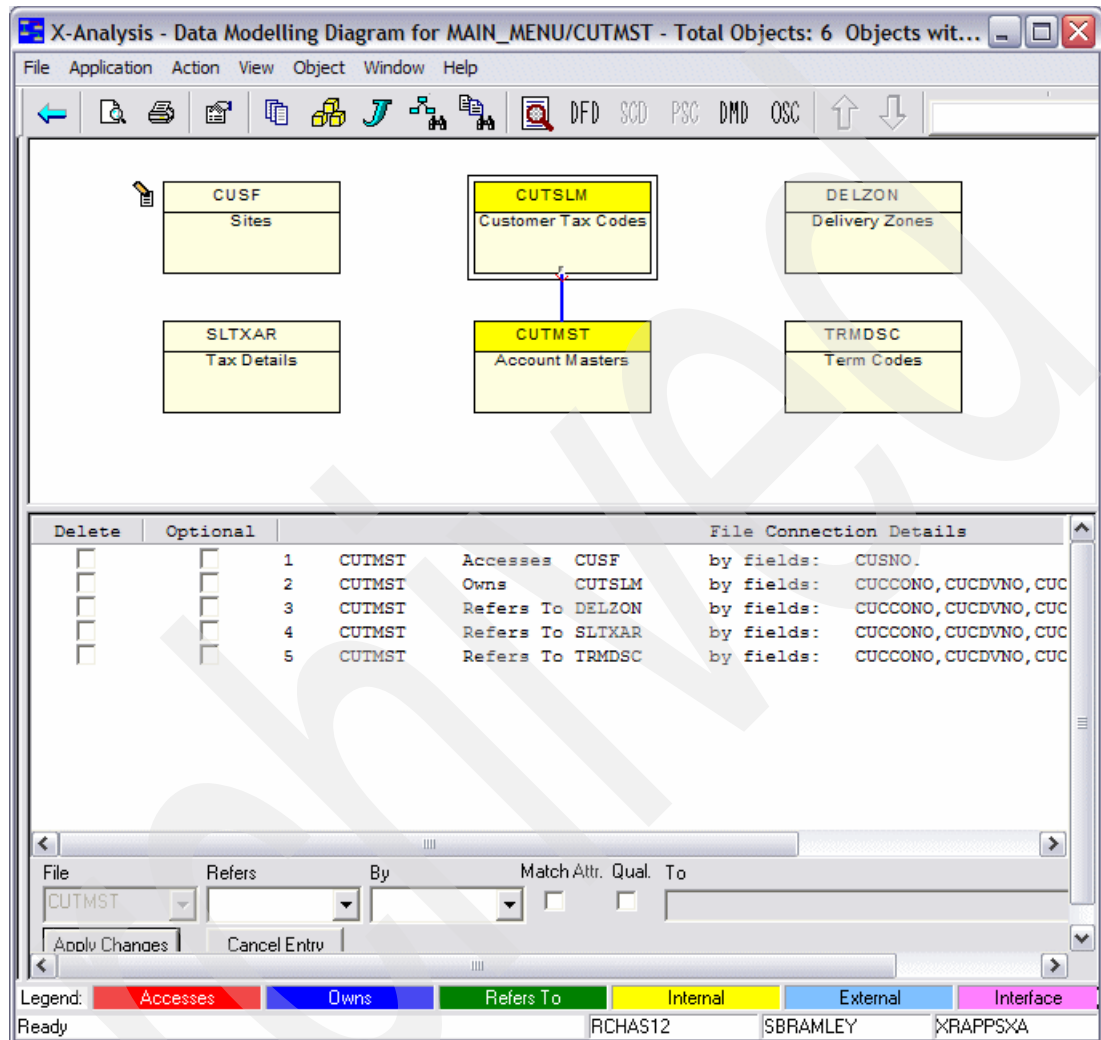 X-Analysis - Data Modelling Diagram for MAIN_MENU/CUTMST - Total Objects: 6 Objects wit...
File Application Action View Object Window Help
DFD SCD PSC DMD OSC
CUSF
Sites
CUTSLM
Customer Tax Codes
DELZON
Delivery Zones
SLTXAR
Tax Details
CUTMST
Account Masters
TRMDSC
Term Codes
Delete Optional File Connection Details
1 CUTMST Accesses CUSF by fields: CUSNO.
2 CUTMST Owns CUTSLM by fields: CUCCONO,CUCDVNO,CUC
3 CUTMST Refers To DELZON by fields: CUCCONO,CUCDVNO,CUC
4 CUTMST Refers To SLTXAR by fields: CUCCONO,CUCDVNO,CUC
5 CUTMST Refers To TRMDSC by fields: CUCCONO,CUCDVNO,CUC
File Refers By Match Attr. Qual. To
CUTMST
Apply Changes Cancel Entry
Legend: Accesses Owns Refers To Internal External Interface
Ready RCHAS12 SBRAMLEY XRAPPSXA